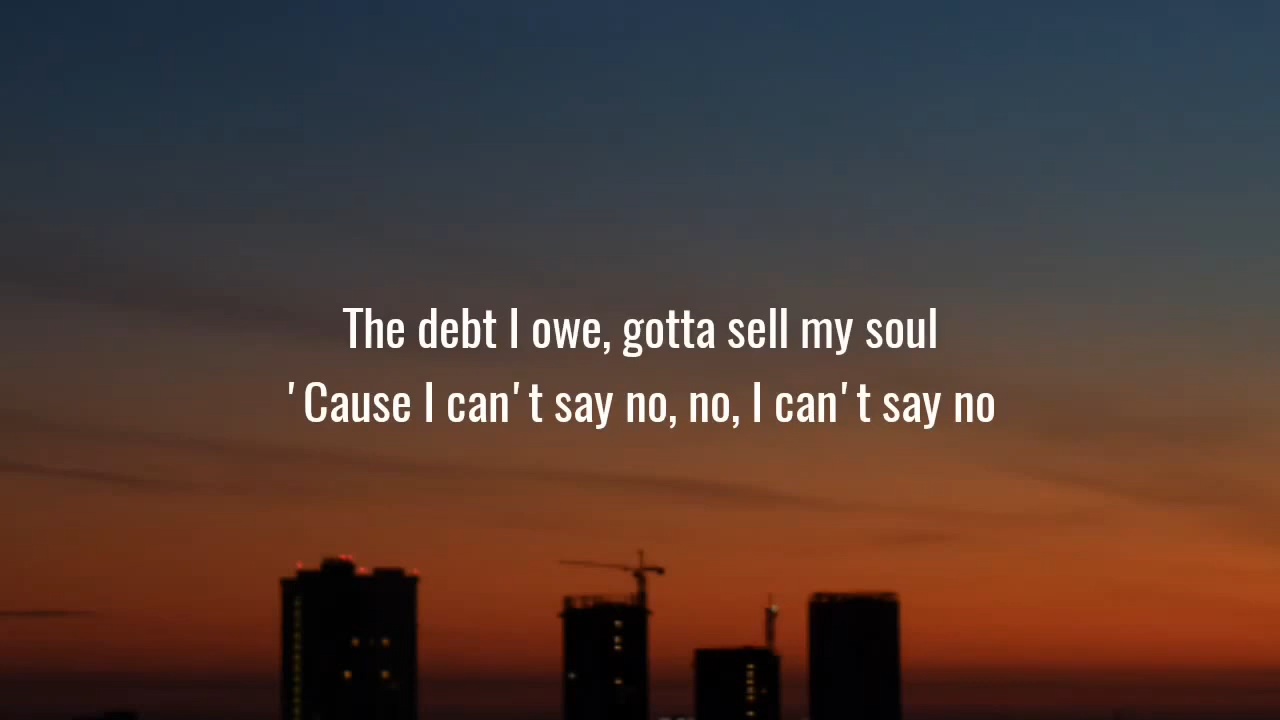 The debt I owe, gotta sell my soul
'Cause I can't say no, no, I can't say no